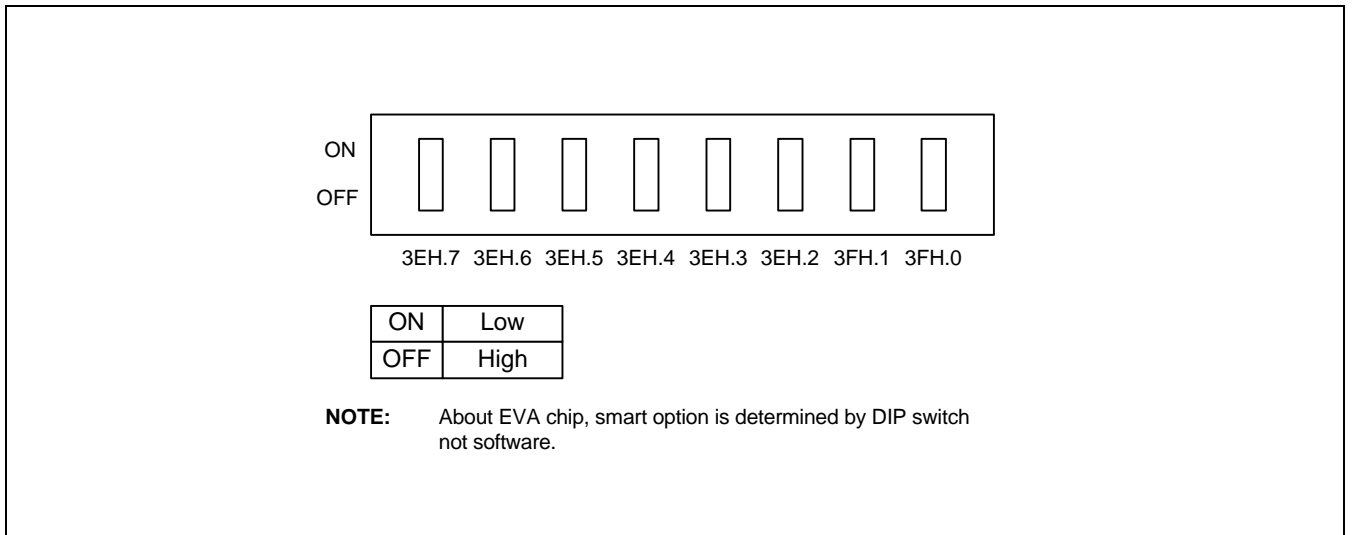 ON
OFF
3EH.7 3EH.6 3EH.5 3EH.4 3EH.3 3EH.2 3FH.1 3FH.0
ON Low
OFF High
NOTE: About EVA chip, smart option is determined by DIP switch
not software.